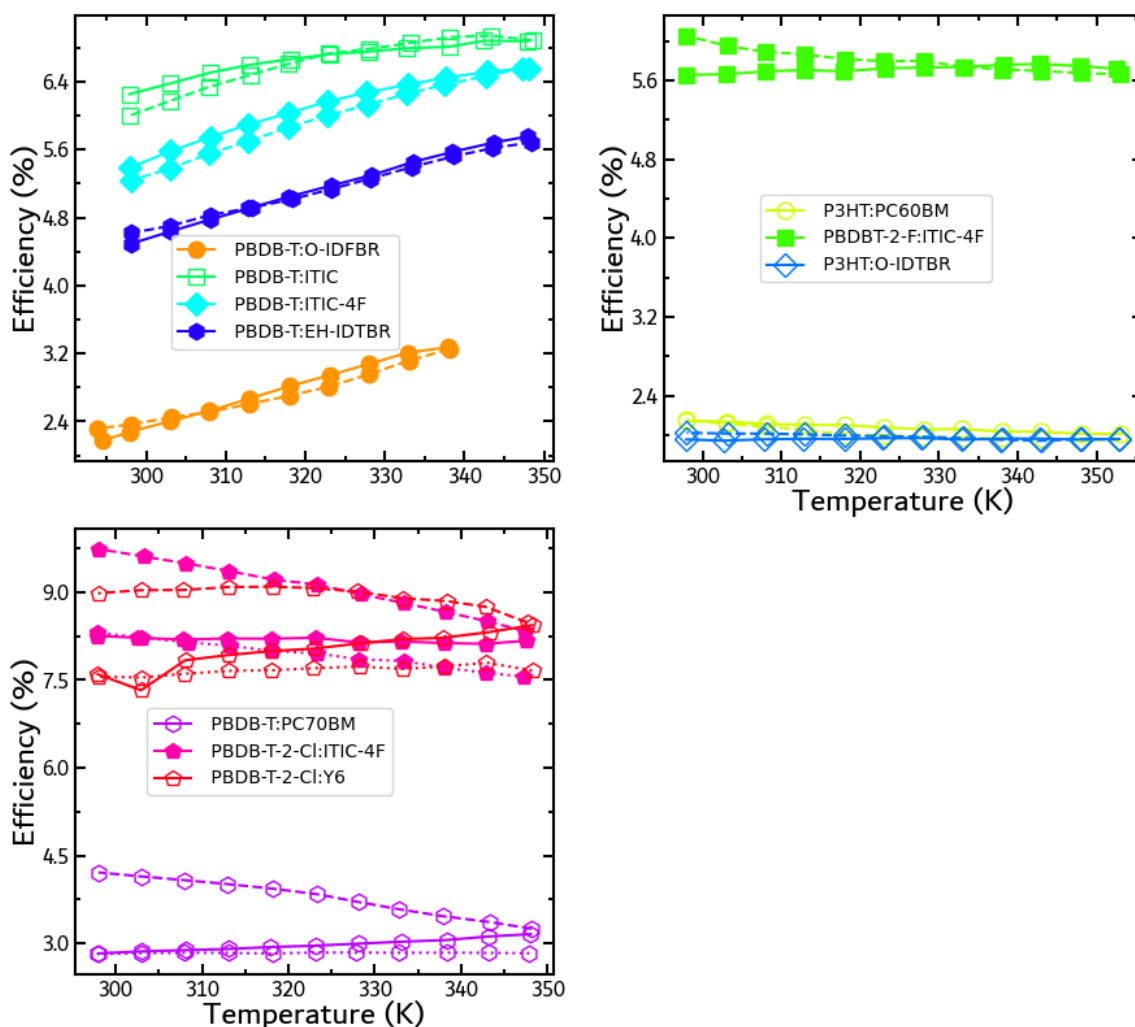 Efficiency (%)
6.4
5.6
4.8
4.0
3.2
2.4
PBDB-T:O-IDFBR
PBDB-T:ITIC
PBDB-T:ITIC-4F
PBDB-T:EH-IDTBR
300 310 320 330 340 350
Efficiency (%)
5.6
4.8
4.0
3.2
2.4
P3HT:PC60BM
PBDBT-2-F:ITIC-4F
P3HT:O-IDTBR
300 310 320 330 340 350
Temperature (K)
Efficiency (%)
9.0
7.5
6.0
4.5
3.0
PBDB-T:PC70BM
PBDB-T-2-Cl:ITIC-4F
PBDB-T-2-Cl:Y6
300 310 320 330 340 350
Temperature (K)